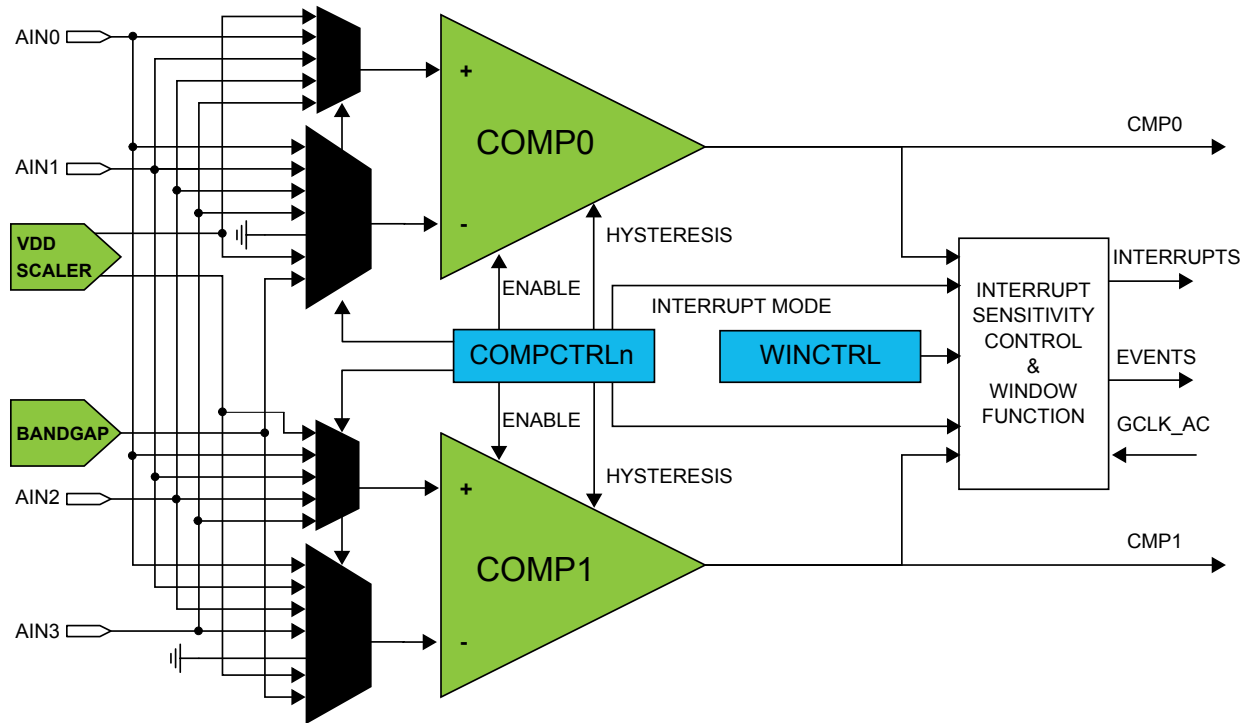 AIN0
+
COMP0
-
CMP0
AIN1
VDD
SCALER
HYSTERESIS
ENABLE
INTERRUPT MODE
INTERRUPTS
INTERRUPT
SENSITIVITY
CONTROL
&
WINDOW
FUNCTION
COMPCTRLn
WINCTRL
EVENTS
GCLK_AC
BANDGAP
ENABLE
HYSTERESIS
AIN2
+
COMP1
-
CMP1
AIN3